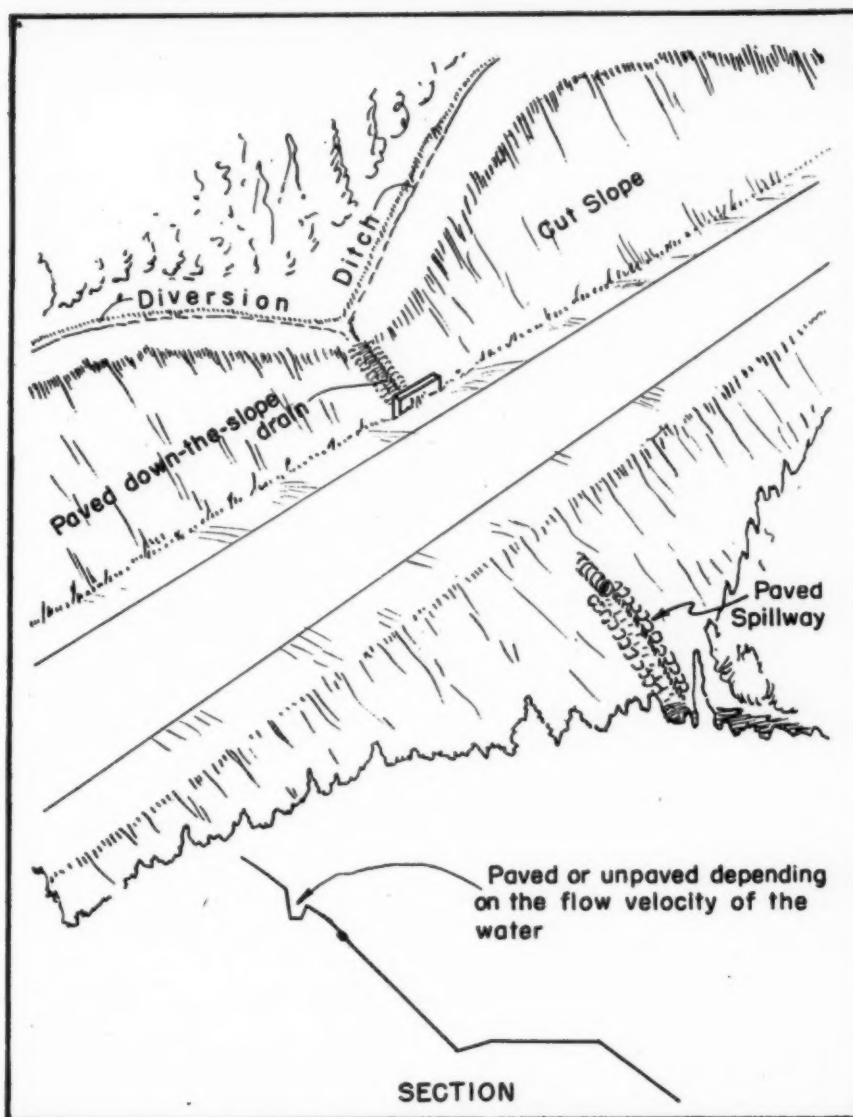 Ditch
Cut Slope
Diversion
Paved down-the-slope
drain
Paved
Spillway
Paved or unpaved depending
on the flow velocity of the
water
SECTION